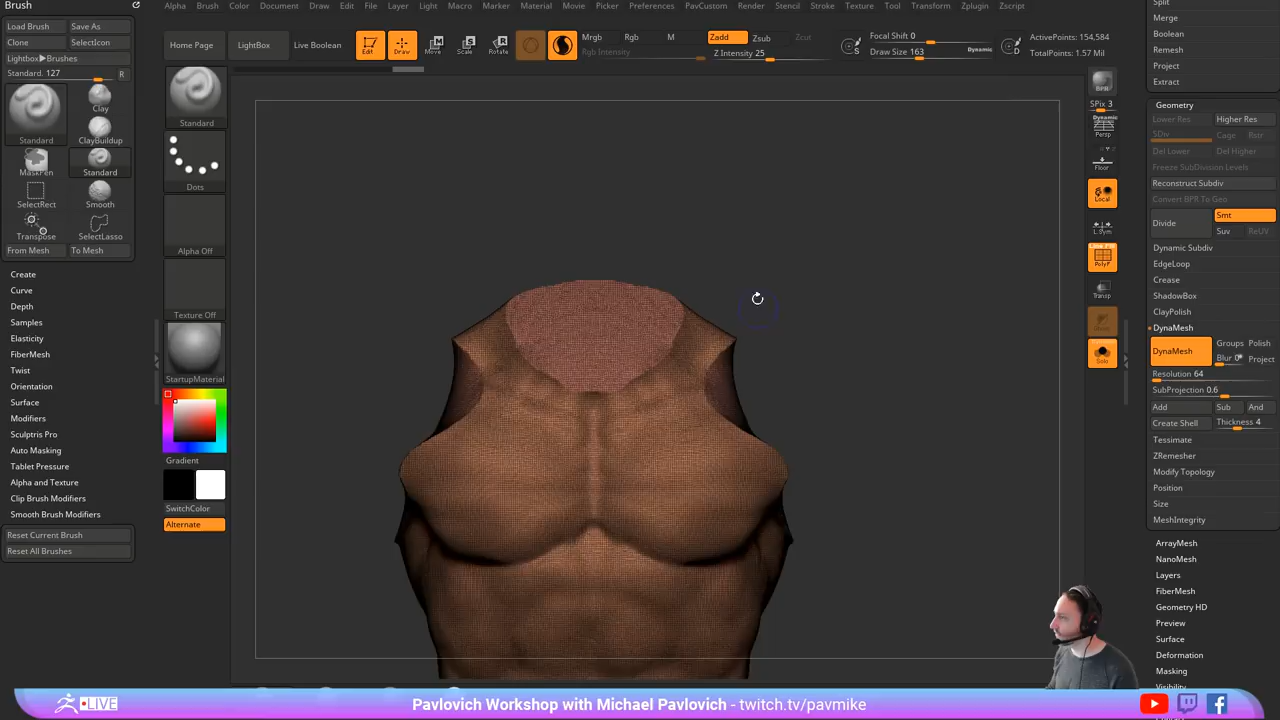 Brush
Alpha Brush Color Document Draw Edit File Layer Light Macro Marker Material Movie Picker Preferences PavCustom Render Stencil Stroke Texture Tool Transform Zplugin Zscript
Load Brush Save As
Clone SelectIcon
Lightbox▶Brushes
Standard. 127 R
Standard
Clay
ClayBuildup
MaskPen
Standard
SelectRect
Smooth
Transpose
SelectLasso
From Mesh To Mesh
Create
Curve
Depth
Samples
Elasticity
FiberMesh
Twist
Orientation
Surface
Modifiers
Sculptris Pro
Auto Masking
Tablet Pressure
Alpha and Texture
Clip Brush Modifiers
Smooth Brush Modifiers
Reset Current Brush
Reset All Brushes
Home Page LightBox Live Boolean
Edit Draw Move Scale Rotate
Mrgb Rgb M Zadd Zsub Zcut
Rgb Intensity Z Intensity 25
S
Focal Shift 0
Draw Size 163 Dynamic
D
ActivePoints: 154,584
TotalPoints: 1.57 Mil
Standard
Dots
Alpha Off
Texture Off
StartupMaterial
Gradient
SwitchColor
Alternate
BPR
SPix 3
Dynamic
Persp
Floor
Local
L.Sym
Line Fill
PolyF
Transp
Solo
Split
Merge
Boolean
Remesh
Project
Extract
Geometry
Lower Res Higher Res
SDiv Cage Rstr
Del Lower Del Higher
Freeze SubDivision Levels
Reconstruct Subdiv
Convert BPR To Geo
Divide Smt
Suv ReUV
Dynamic Subdiv
EdgeLoop
Crease
ShadowBox
ClayPolish
DynaMesh
DynaMesh Groups Polish
Blur Project
Resolution 64
SubProjection 0.6
Add Sub And
Create Shell Thickness 4
Tessimate
ZRemesher
Modify Topology
Position
Size
MeshIntegrity
ArrayMesh
NanoMesh
Layers
FiberMesh
Geometry HD
Preview
Surface
Deformation
Masking
Visibility
LIVE
Pavlovich Workshop with Michael Pavlovich - twitch.tv/pavmike